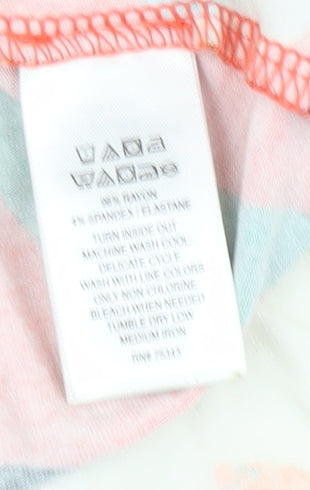 96% RAYON
4% SPANDEX / ELASTANE
TURN INSIDE OUT
MACHINE WASH COOL
DELICATE CYCLE
WASH WITH LIKE COLORS
ONLY NON CHLORINE
BLEACH WHEN NEEDED
TUMBLE DRY LOW
MEDIUM IRON